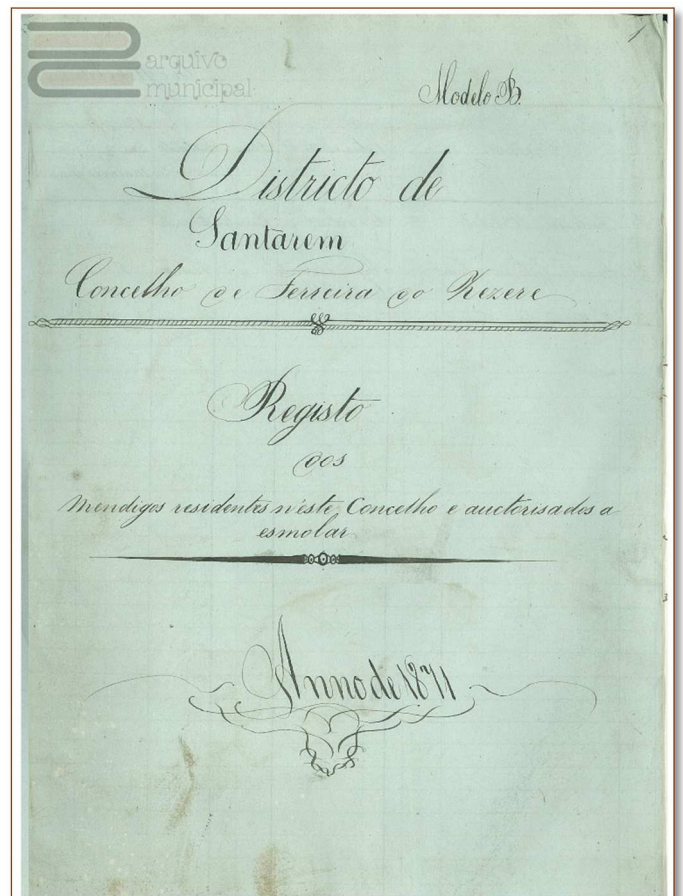 arquivo
municipal
1
Modelo B.
Districto de
Santarem
Concelho de Ferreira do Zezere
Registo
dos
Mendigos residentes n'este Concelho e auctorisados a
esmolar
Anno de 1871